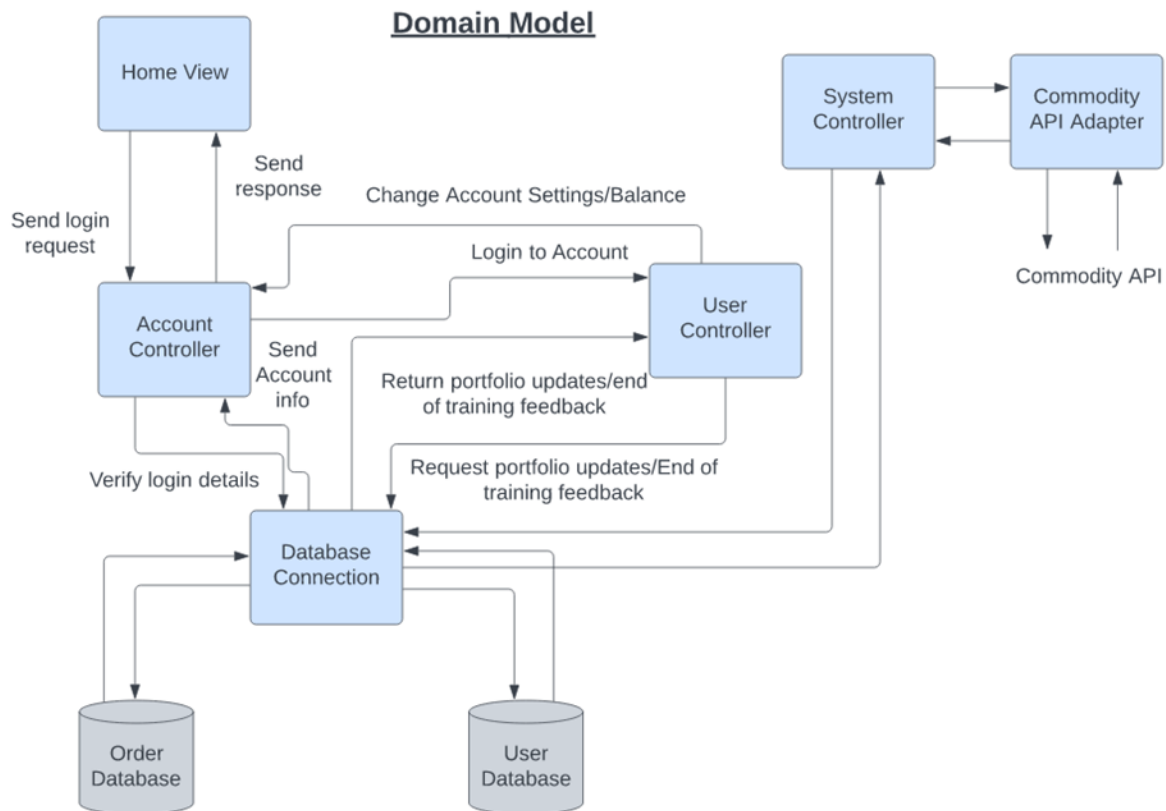 Domain Model
Home View
System
Controller
Commodity
API Adapter
Send
response
Change Account Settings/Balance
Send login
request
Login to Account
Commodity API
User
Controller
Account
Controller
Send
Account
info
Return portfolio updates/end
of training feedback
Request portfolio updates/End of
training feedback
Verify login details
Database
Connection
Order
Database
User
Database